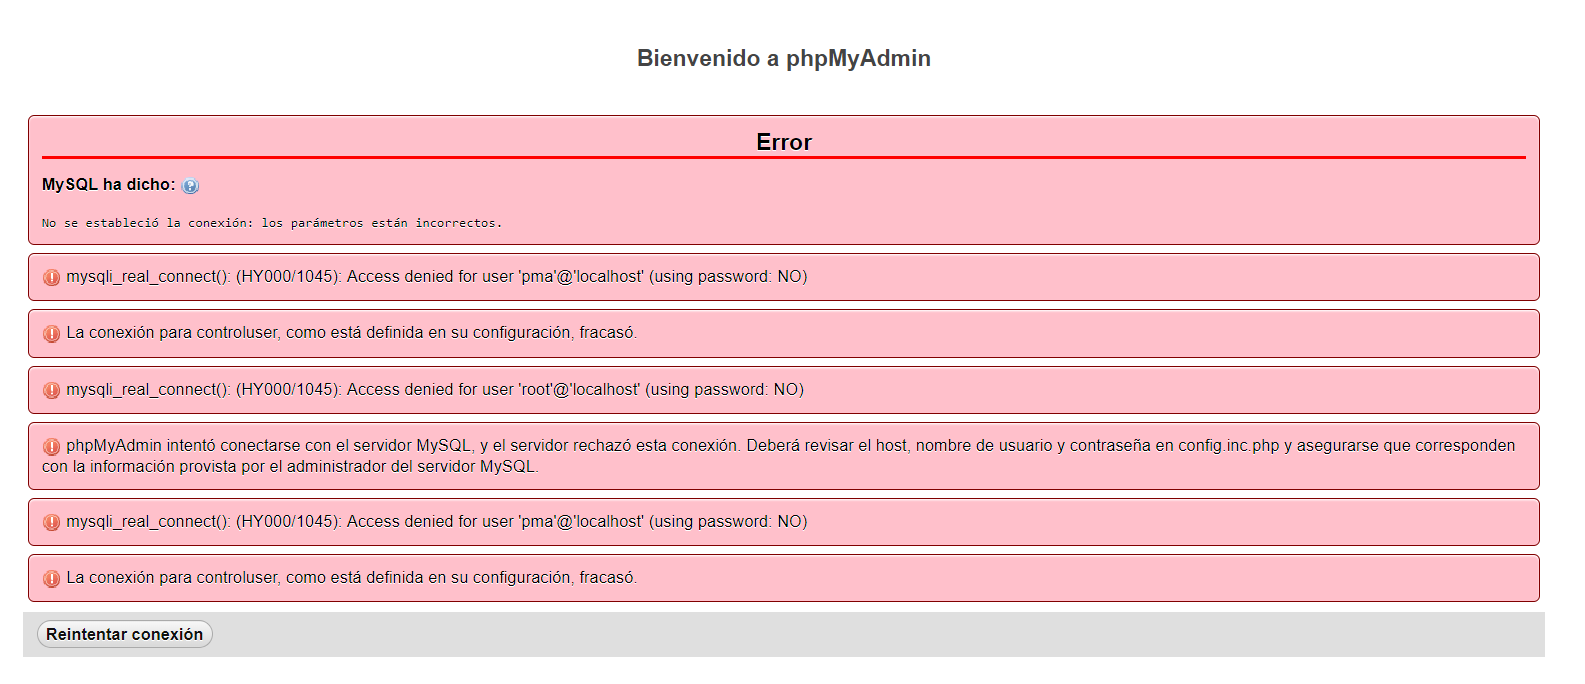 Bienvenido a phpMyAdmin
Error
MySQL ha dicho:
No se estableció la conexión: los parámetros están incorrectos.
mysqli_real_connect(): (HY000/1045): Access denied for user 'pma'@'localhost' (using password: NO)
La conexión para controluser, como está definida en su configuración, fracasó.
mysqli_real_connect(): (HY000/1045): Access denied for user 'root'@'localhost' (using password: NO)
phpMyAdmin intentó conectarse con el servidor MySQL, y el servidor rechazó esta conexión. Deberá revisar el host, nombre de usuario y contraseña en config.inc.php y asegurarse que corresponden
con la información provista por el administrador del servidor MySQL.
mysqli_real_connect(): (HY000/1045): Access denied for user 'pma'@'localhost' (using password: NO)
La conexión para controluser, como está definida en su configuración, fracasó.
Reintentar conexión